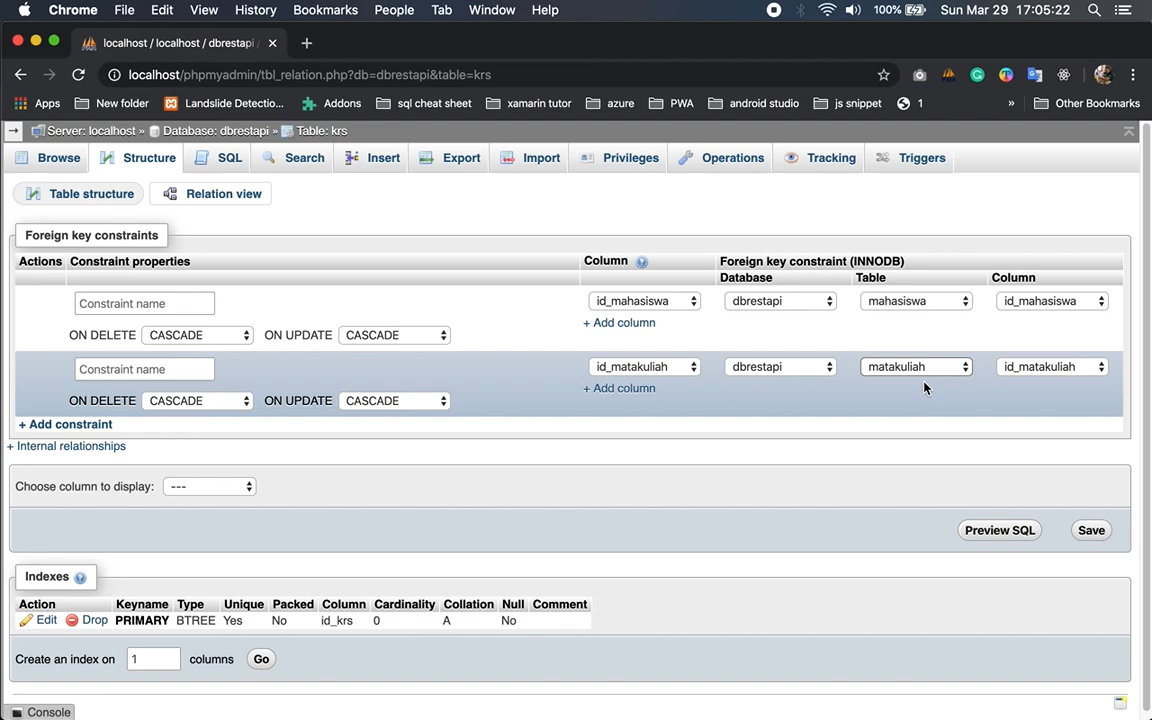 Chrome File Edit View History Bookmarks People Tab Window Help 100% Sun Mar 29 17:05:22
localhost / localhost / dbrestapi /
localhost/phpmyadmin/tbl_relation.php?db=dbrestapi&table=krs
Apps New folder Landslide Detectio... Addons sql cheat sheet xamarin tutor azure PWA android studio js snippet 1 » Other Bookmarks
Server: localhost » Database: dbrestapi » Table: krs
Browse Structure SQL Search Insert Export Import Privileges Operations Tracking Triggers
Table structure Relation view
Foreign key constraints
Actions Constraint properties Column Foreign key constraint (INNODB)
Database Table Column
Constraint name id_mahasiswa dbrestapi mahasiswa id_mahasiswa
+ Add column
ON DELETE CASCADE ON UPDATE CASCADE
Constraint name id_matakuliah dbrestapi matakuliah id_matakuliah
+ Add column
ON DELETE CASCADE ON UPDATE CASCADE
+ Add constraint
+ Internal relationships
Choose column to display: ---
Preview SQL Save
Indexes
Action Keyname Type Unique Packed Column Cardinality Collation Null Comment
Edit Drop PRIMARY BTREE Yes No id_krs 0 A No
Create an index on 1 columns Go
Console